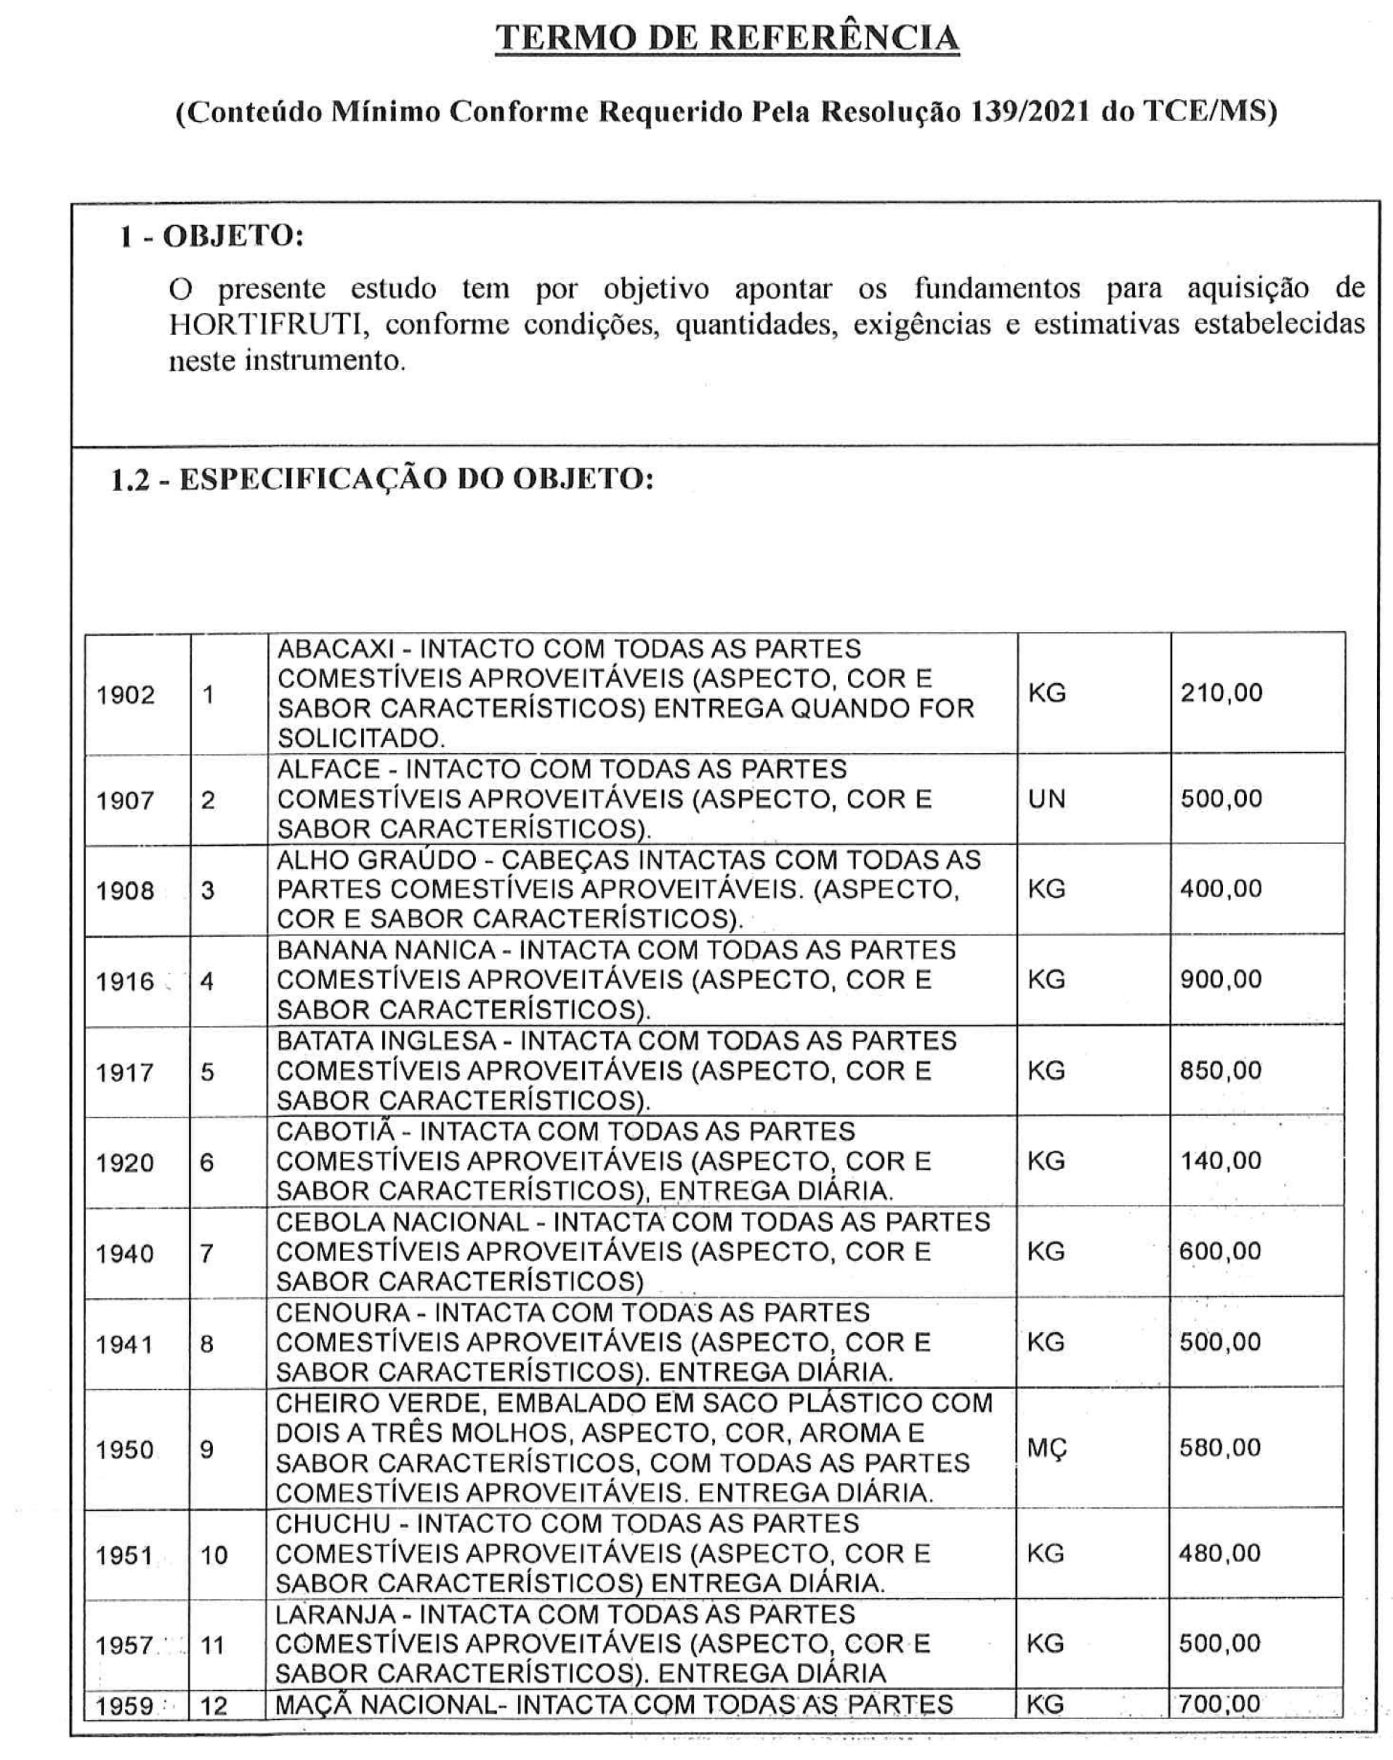 TERMO DE REFERÊNCIA
(Conteúdo Mínimo Conforme Requerido Pela Resolução 139/2021 do TCE/MS)
1 - OBJETO:
O presente estudo tem por objetivo apontar os fundamentos para aquisição de
HORTIFRUTI, conforme condições, quantidades, exigências e estimativas estabelecidas
neste instrumento.
1.2 - ESPECIFICAÇÃO DO OBJETO:
ABACAXI - INTACTO COM TODAS AS PARTES
COMESTÍVEIS APROVEITÁVEIS (ASPECTO, COR E
1902 1 SABOR CARACTERÍSTICOS) ENTREGA QUANDO FOR KG 210,00
SOLICITADO.
ALFACE - INTACTO COM TODAS AS PARTES
1907 2 COMESTÍVEIS APROVEITÁVEIS (ASPECTO, COR E UN 500,00
SABOR CARACTERÍSTICOS).
ALHO GRAÚDO - CABEÇAS INTACTAS COM TODAS AS
1908 3 PARTES COMESTÍVEIS APROVEITÁVEIS. (ASPECTO, KG 400,00
COR E SABOR CARACTERÍSTICOS).
BANANA NANICA - INTACTA COM TODAS AS PARTES
1916 4 COMESTÍVEIS APROVEITÁVEIS (ASPECTO, COR E KG 900,00
SABOR CARACTERÍSTICOS).
BATATA INGLESA - INTACTA COM TODAS AS PARTES
1917 5 COMESTÍVEIS APROVEITÁVEIS (ASPECTO, COR E KG 850,00
SABOR CARACTERÍSTICOS).
CABOTIÃ - INTACTA COM TODAS AS PARTES
1920 6 COMESTÍVEIS APROVEITÁVEIS (ASPECTO, COR E KG 140,00
SABOR CARACTERÍSTICOS), ENTREGA DIÁRIA.
CEBOLA NACIONAL - INTACTA COM TODAS AS PARTES
1940 7 COMESTÍVEIS APROVEITÁVEIS (ASPECTO, COR E KG 600,00
SABOR CARACTERÍSTICOS)
CENOURA - INTACTA COM TODAS AS PARTES
1941 8 COMESTÍVEIS APROVEITÁVEIS (ASPECTO, COR E KG 500,00
SABOR CARACTERÍSTICOS). ENTREGA DIÁRIA.
CHEIRO VERDE, EMBALADO EM SACO PLÁSTICO COM
DOIS A TRÊS MOLHOS, ASPECTO, COR, AROMA E
1950 9 SABOR CARACTERÍSTICOS, COM TODAS AS PARTES MÇ 580,00
COMESTÍVEIS APROVEITÁVEIS. ENTREGA DIÁRIA.
CHUCHU - INTACTO COM TODAS AS PARTES
1951 10 COMESTÍVEIS APROVEITÁVEIS (ASPECTO, COR E KG 480,00
SABOR CARACTERÍSTICOS) ENTREGA DIÁRIA.
LARANJA - INTACTA COM TODAS AS PARTES
1957 11 COMESTÍVEIS APROVEITÁVEIS (ASPECTO, COR E KG 500,00
SABOR CARACTERÍSTICOS). ENTREGA DIÁRIA
1959 12 MAÇÃ NACIONAL- INTACTA COM TODAS AS PARTES KG 700,00